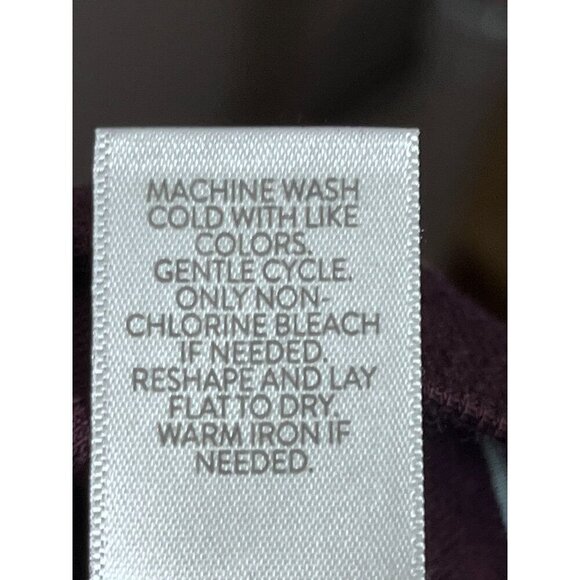 MACHINE WASH
COLD WITH LIKE
COLORS.
GENTLE CYCLE.
ONLY NON-
CHLORINE BLEACH
IF NEEDED.
RESHAPE AND LAY
FLAT TO DRY.
WARM IRON IF
NEEDED.